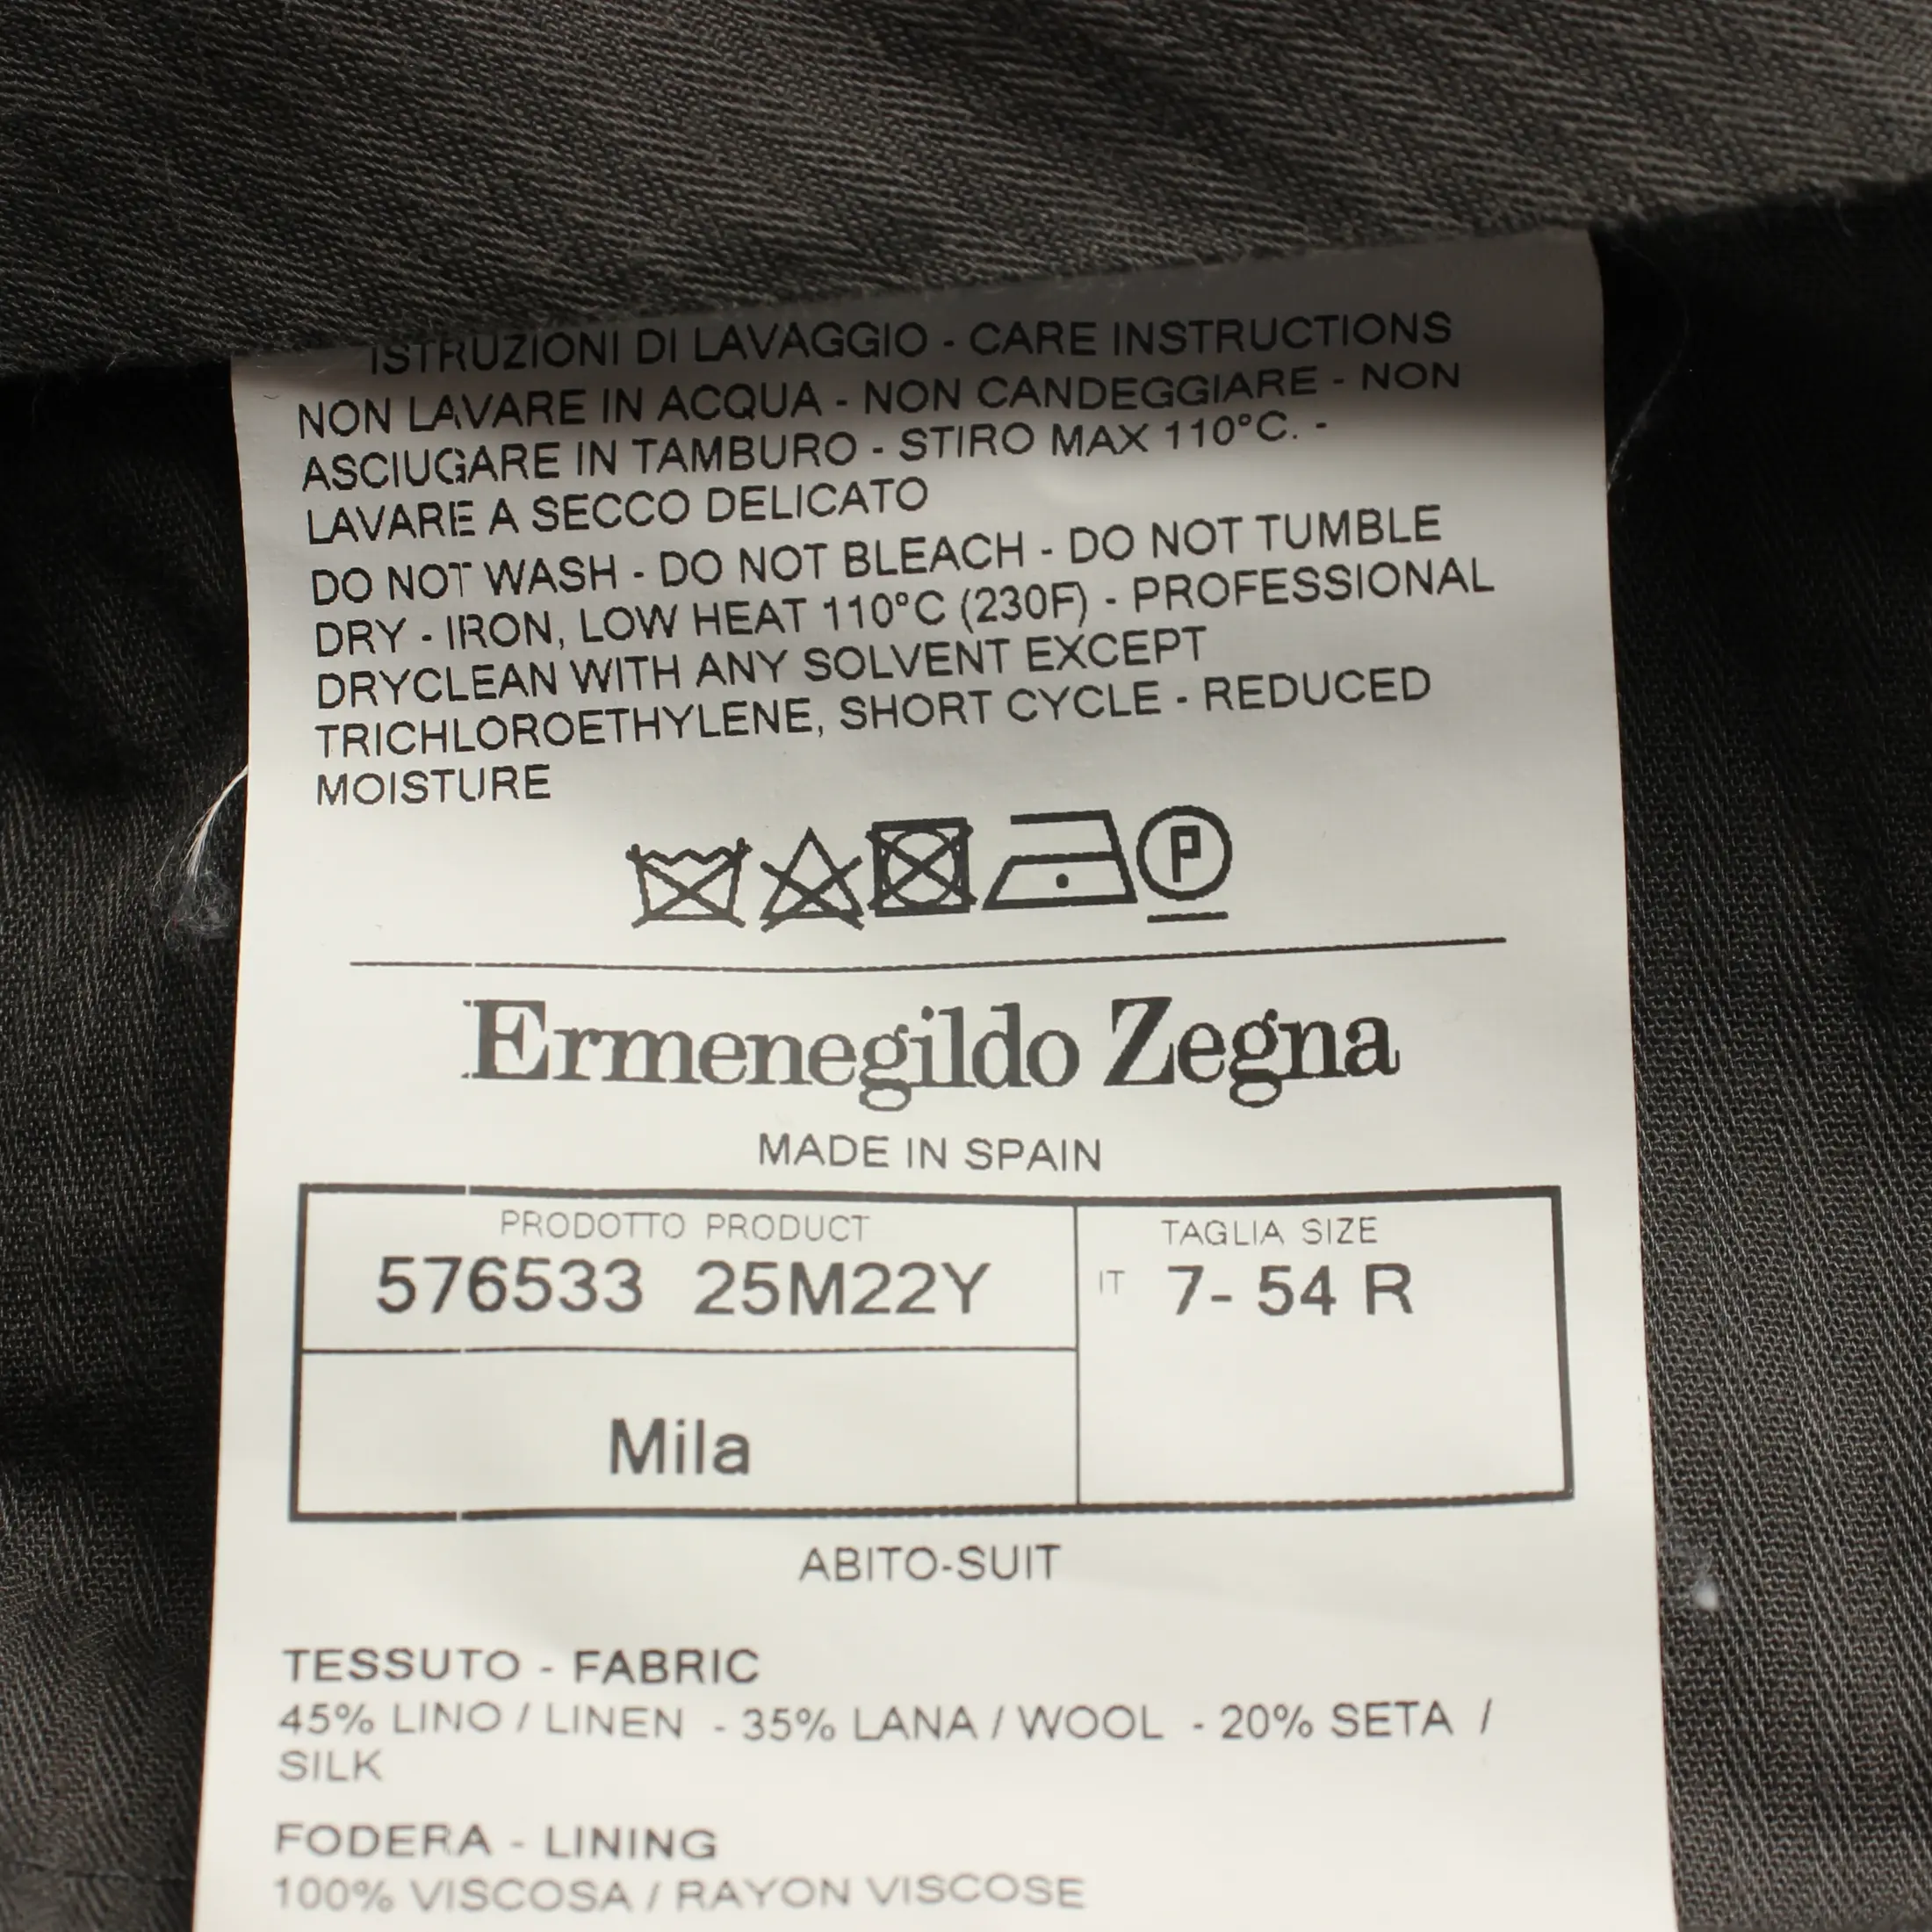 ISTRUZIONI DI LAVAGGIO - CARE INSTRUCTIONS
NON LAVARE IN ACQUA - NON CANDEGGIARE - NON
ASCIUGARE IN TAMBURO - STIRO MAX 110°C. -
LAVARE A SECCO DELICATO
DO NOT WASH - DO NOT BLEACH - DO NOT TUMBLE
DRY - IRON, LOW HEAT 110°C (230F) - PROFESSIONAL
DRYCLEAN WITH ANY SOLVENT EXCEPT
TRICHLOROETHYLENE, SHORT CYCLE - REDUCED
MOISTURE
P
Ermenegildo Zegna
MADE IN SPAIN
PRODOTTO PRODUCT
576533 25M22Y
TAGLIA SIZE
IT 7- 54 R
Mila
ABITO-SUIT
TESSUTO - FABRIC
45% LINO / LINEN - 35% LANA / WOOL - 20% SETA /
SILK
FODERA - LINING
100% VISCOSA / RAYON VISCOSE